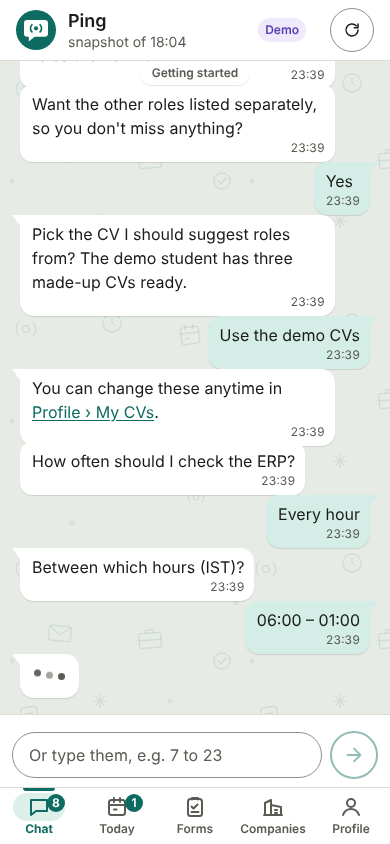 Ping
snapshot of 18:04
Demo
Getting started
23:39
Want the other roles listed separately,
so you don't miss anything?
23:39
Yes
23:39
Pick the CV I should suggest roles
from? The demo student has three
made-up CVs ready.
23:39
Use the demo CVs
23:39
You can change these anytime in
Profile › My CVs.
23:39
How often should I check the ERP?
23:39
Every hour
23:39
Between which hours (IST)?
23:39
06:00 – 01:00
23:39
Or type them, e.g. 7 to 23
8
1
Chat
Today
Forms
Companies
Profile